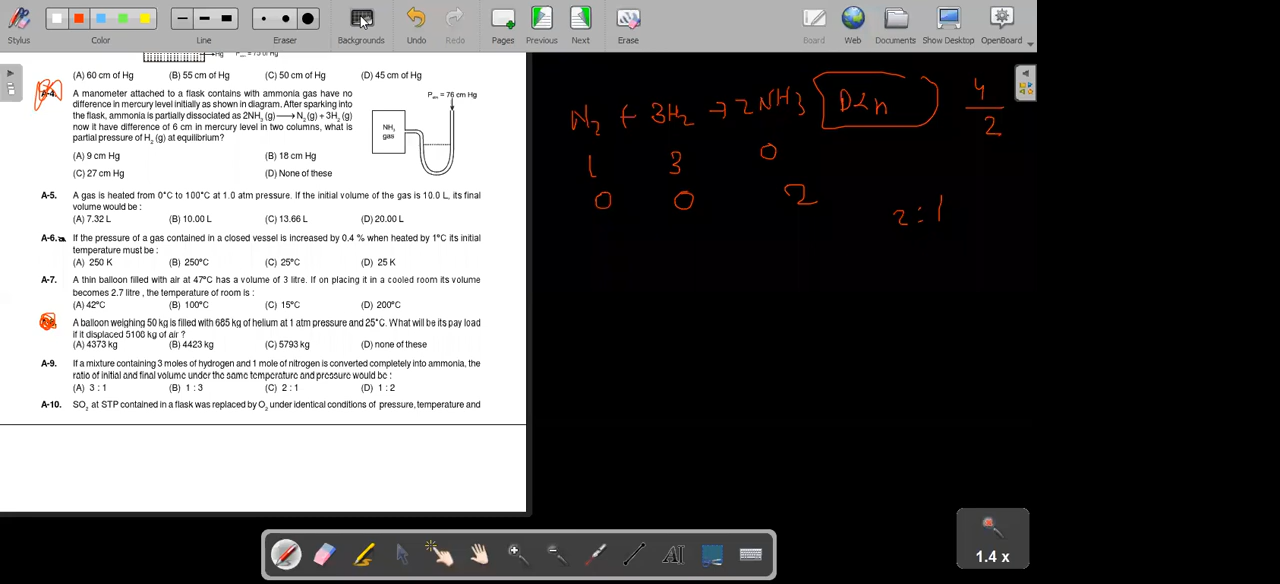 Stylus Color Line Eraser Backgrounds Undo Redo Pages Previous Next Erase Board Web Documents Show Desktop OpenBoard
(A) 60 cm of Hg (B) 55 cm of Hg (C) 50 cm of Hg (D) 45 cm of Hg
A-4. A manometer attached to a flask contains with ammonia gas have no
difference in mercury level initially as shown in diagram. After sparking into
the flask, ammonia is partially dissociated as 2NH₃ (g) ⟶ N₂ (g) + 3H₂ (g)
now it have difference of 6 cm in mercury level in two columns, what is
partial pressure of H₂ (g) at equilibrium?
(A) 9 cm Hg (B) 18 cm Hg
(C) 27 cm Hg (D) None of these
= 76 cm Hg
NH₃
gas
A-5. A gas is heated from 0°C to 100°C at 1.0 atm pressure. If the initial volume of the gas is 10.0 L, its final
volume would be :
(A) 7.32 L (B) 10.00 L (C) 13.66 L (D) 20.00 L
A-6. If the pressure of a gas contained in a closed vessel is increased by 0.4 % when heated by 1°C its initial
temperature must be :
(A) 250 K (B) 250°C (C) 25°C (D) 25 K
A-7. A thin balloon filled with air at 47°C has a volume of 3 litre. If on placing it in a cooled room its volume
becomes 2.7 litre , the temperature of room is :
(A) 42°C (B) 100°C (C) 15°C (D) 200°C
A balloon weighing 50 kg is filled with 685 kg of helium at 1 atm pressure and 25°C. What will be its pay load
if it displaced 5108 kg of air ?
(A) 4373 kg (B) 4423 kg (C) 5793 kg (D) none of these
A-9. If a mixture containing 3 moles of hydrogen and 1 mole of nitrogen is converted completely into ammonia, the
ratio of initial and final volume under the same temperature and pressure would be :
(A) 3 : 1 (B) 1 : 3 (C) 2 : 1 (D) 1 : 2
A-10. SO₂ at STP contained in a flask was replaced by O₂ under identical conditions of pressure, temperature and
N₂ + 3H₂ → 2NH3
4
2
1 3 0
0 0 2
2 : 1
1.4 x